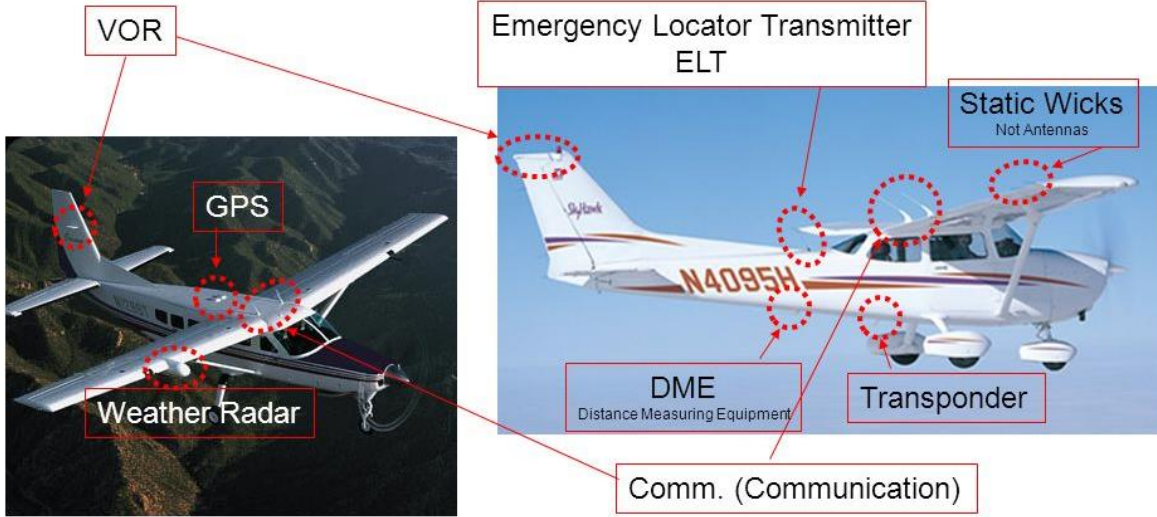 VOR
Emergency Locator Transmitter
ELT
Static Wicks
Not Antennas
GPS
SkyHawk
N4095H
Weather Radar
DME
Distance Measuring Equipment
Transponder
Comm. (Communication)